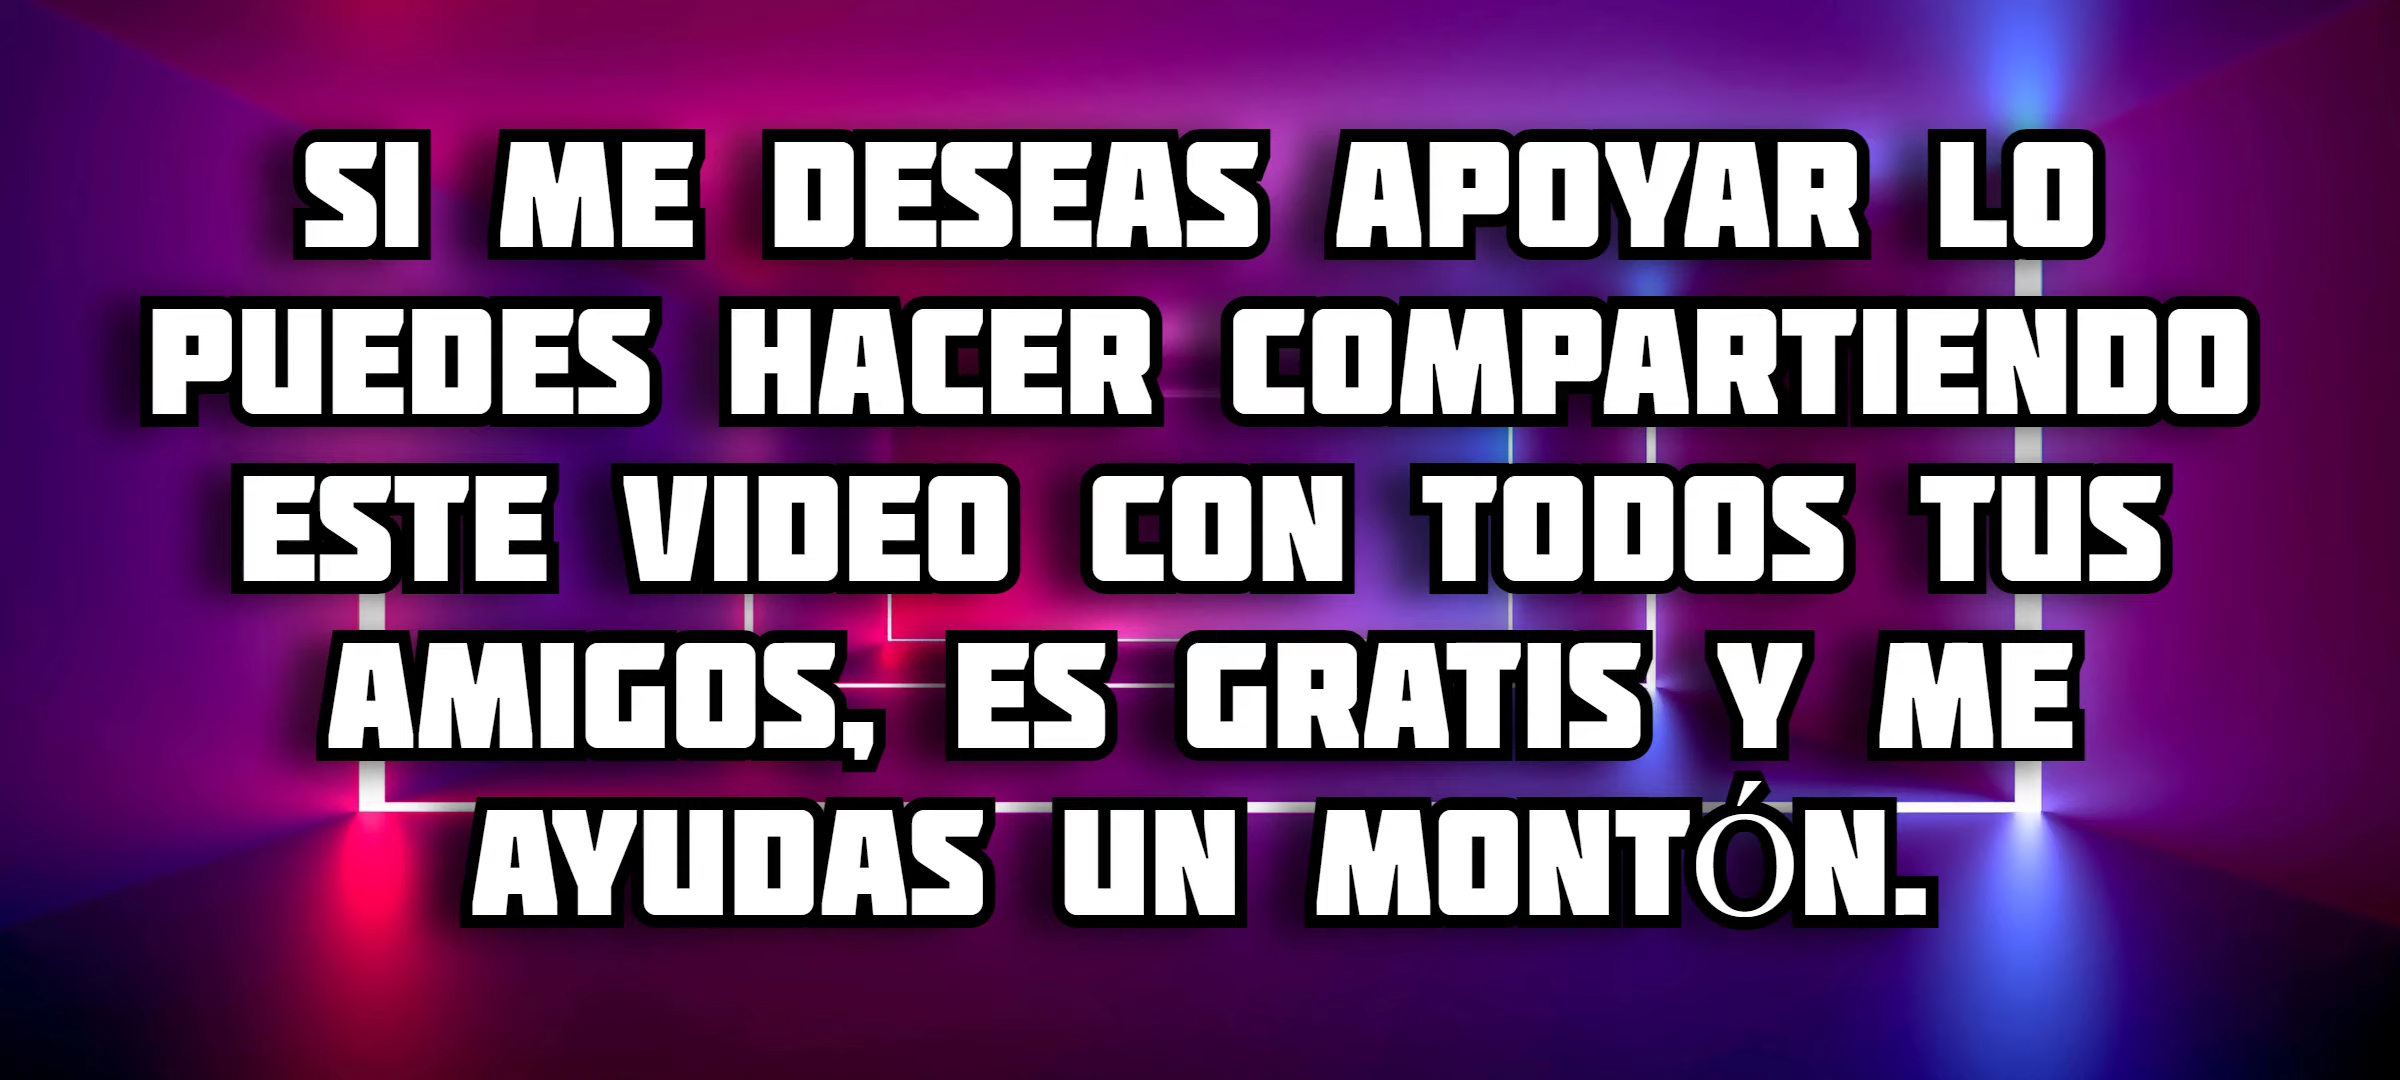 SI ME DESEAS APOYAR LO
PUEDES HACER COMPARTIENDO
ESTE VIDEO CON TODOS TUS
AMIGOS, ES GRATIS Y ME
AYUDAS UN MONTÓN.